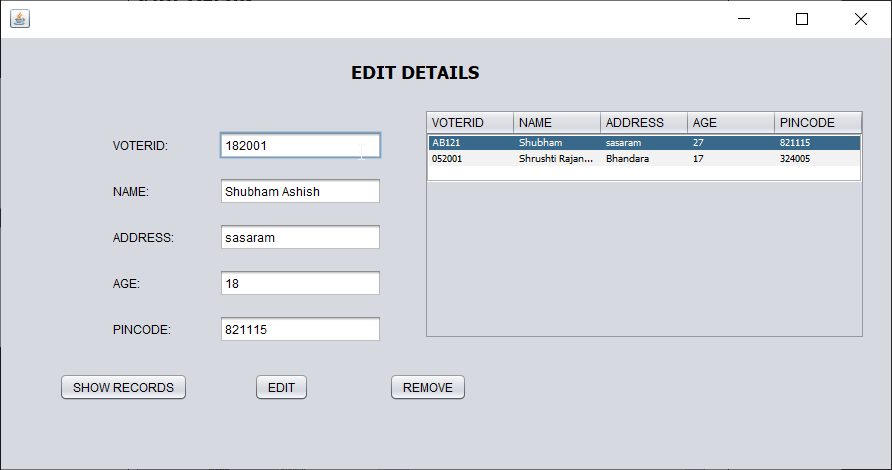 EDIT DETAILS
VOTERID: 182001
NAME: Shubham Ashish
ADDRESS: sasaram
AGE: 18
PINCODE: 821115
VOTERID NAME ADDRESS AGE PINCODE
AB121 Shubham sasaram 27 821115
052001 Shrushti Rajan... Bhandara 17 324005
SHOW RECORDS EDIT REMOVE